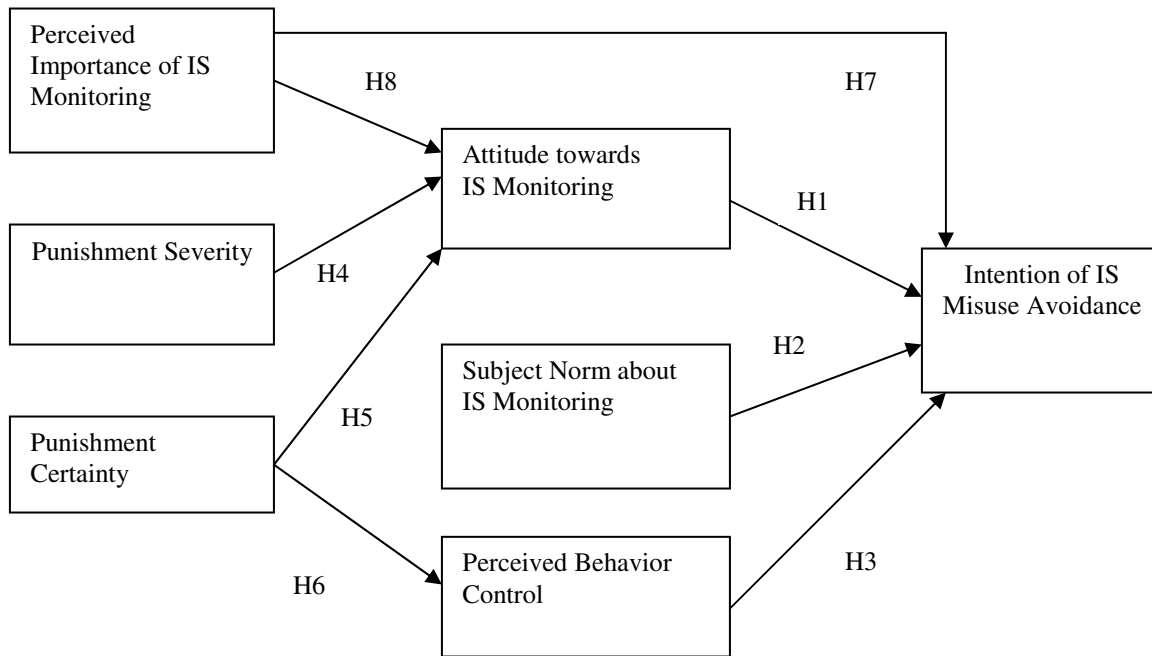 Perceived
Importance of IS
Monitoring
H8
H7
Attitude towards
IS Monitoring
H1
Punishment Severity
H4
Intention of IS
Misuse Avoidance
H2
Subject Norm about
IS Monitoring
H5
Punishment
Certainty
H6
Perceived Behavior
Control
H3